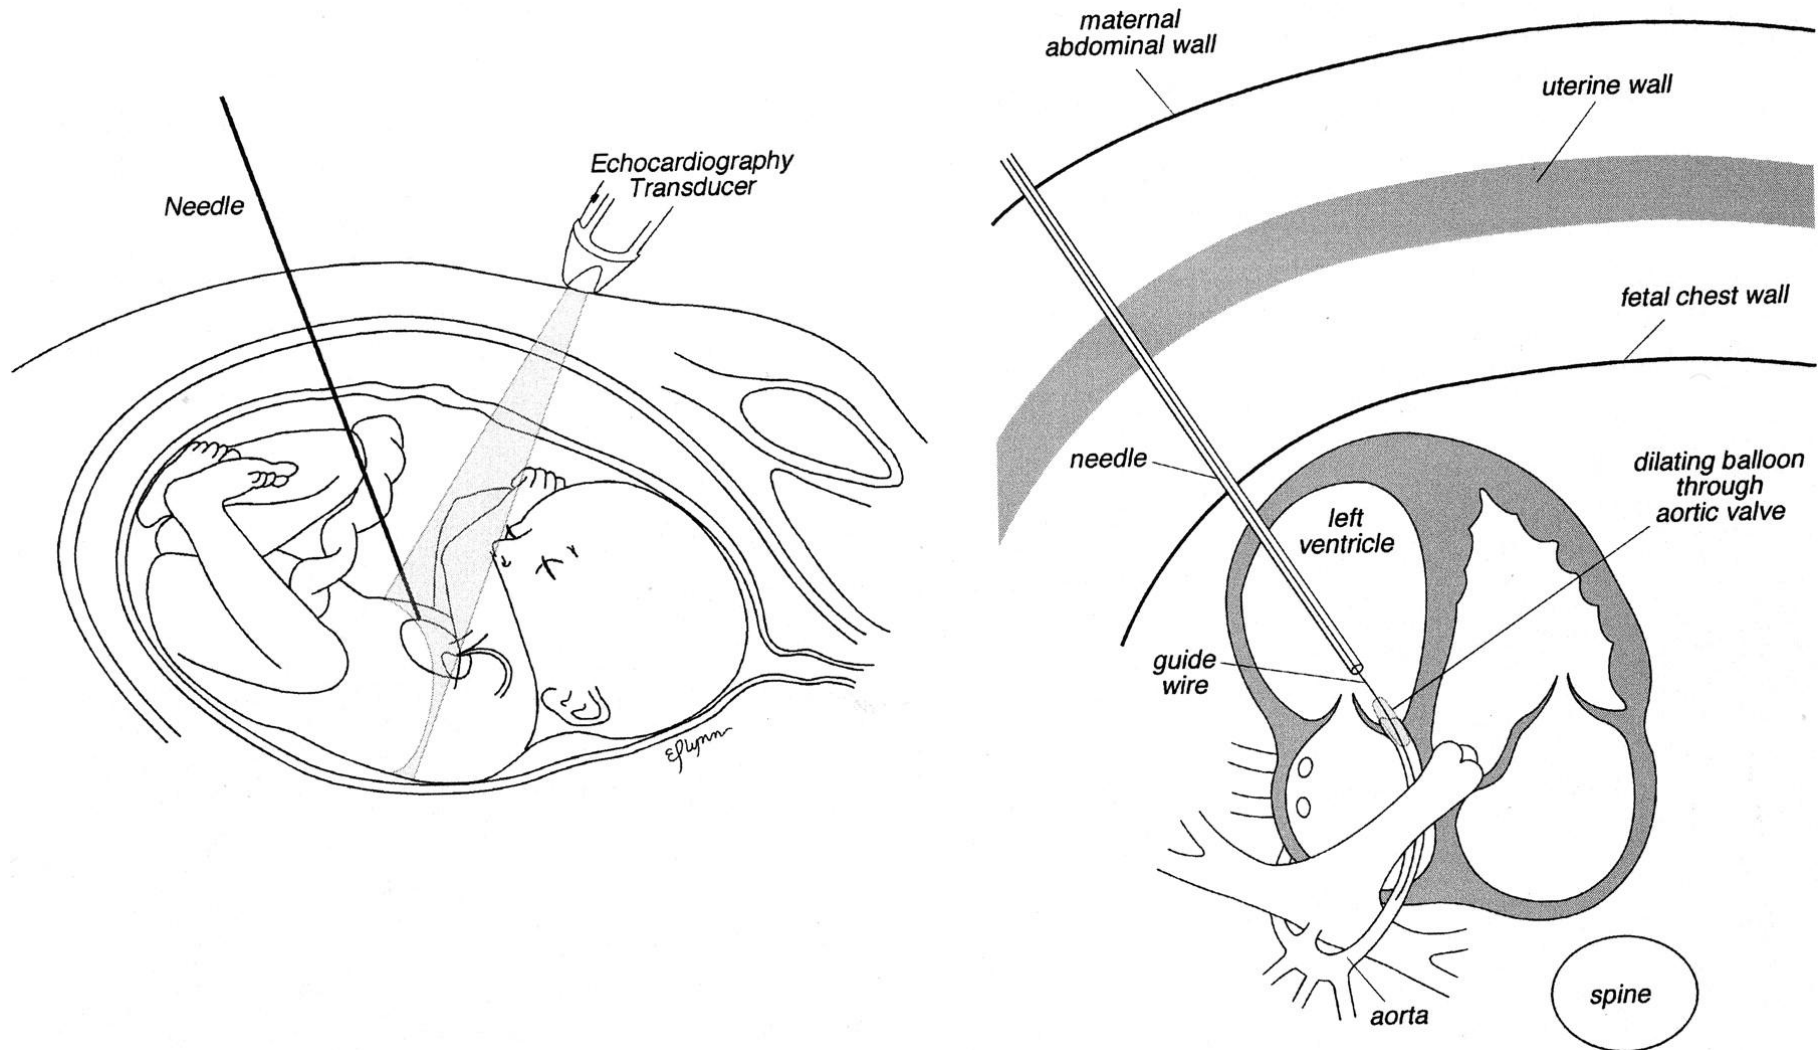 Needle
Echocardiography
Transducer
EfLynn
maternal
abdominal wall
uterine wall
fetal chest wall
needle
left
ventricle
dilating balloon
through
aortic valve
guide
wire
aorta
spine